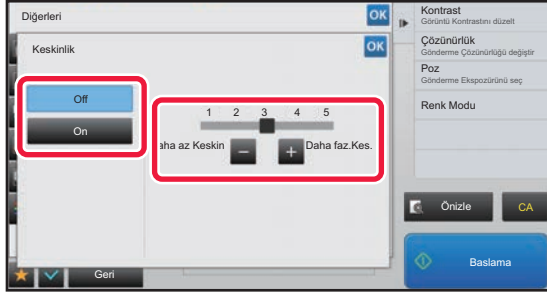 Diğerleri
OK
Keskinlik
OK
Off
On
1 2 3 4 5
aha az Keskin
−
+
Daha faz.Kes.
Geri
Kontrast
Görüntü Kontrastını düzelt
Çözünürlük
Gönderme Çözünürlüğü değiştir
Poz
Gönderme Ekspozürünü seç
Renk Modu
Önizle
CA
Baslama